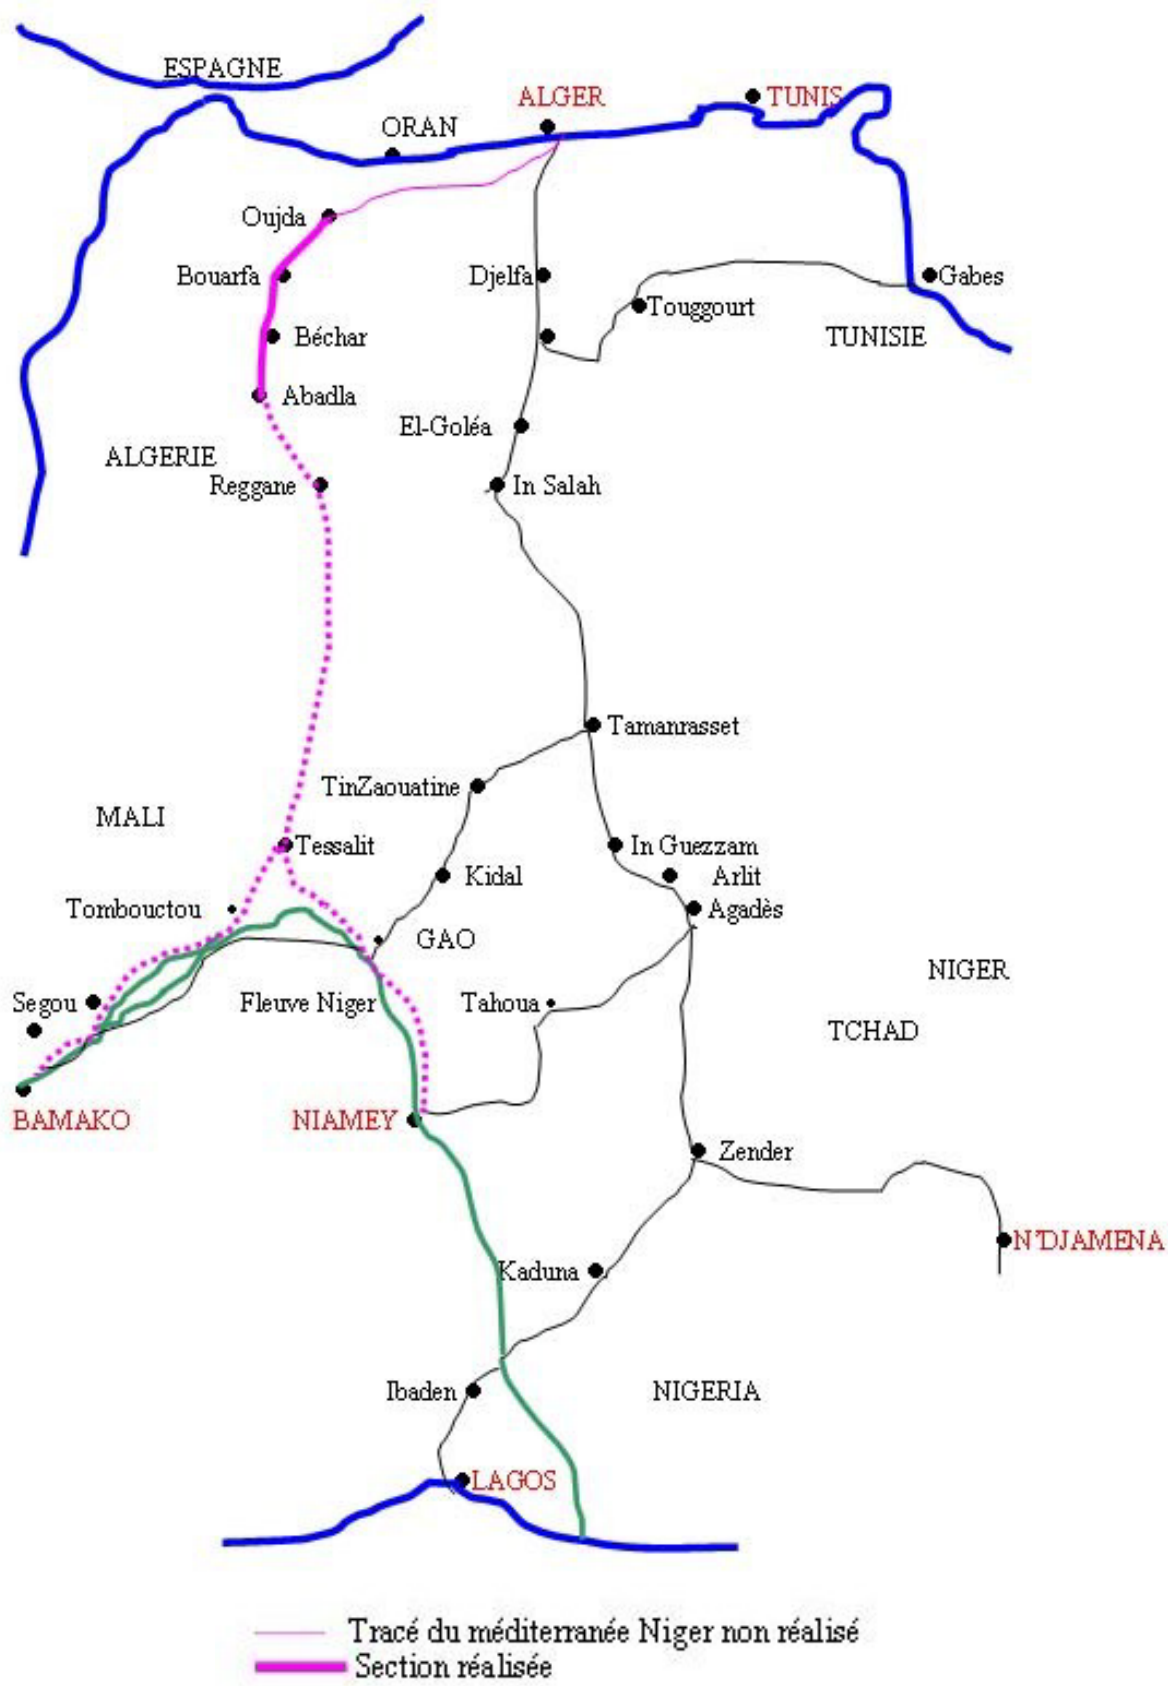 ESPAGNE
ALGER
TUNIS
ORAN
Oujda
Bouarfa
Djelfa
Gabes
Touggourt
Béchar
TUNISIE
Abadla
El-Goléa
ALGERIE
Reggane
In Salah
Tamanrasset
TinZaouatine
MALI
Tessalit
In Guezzam
Kidal
Arlit
Tombouctou
Agadès
GAO
NIGER
Segou
Fleuve Niger
Tahoua
TCHAD
BAMAKO
NIAMEY
Zender
N'DJAMENA
Kaduna
Ibaden
NIGERIA
LAGOS
Tracé du méditerranée Niger non réalisé
Section réalisée